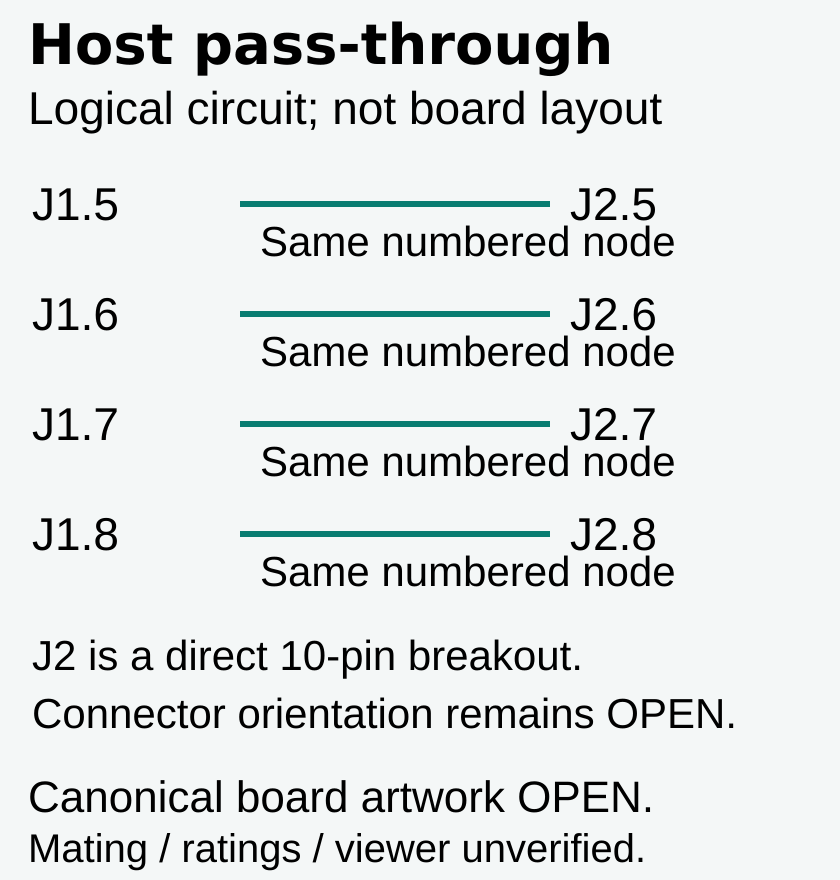 Host pass-through
Logical circuit; not board layout
J1.5 J2.5
Same numbered node
J1.6 J2.6
Same numbered node
J1.7 J2.7
Same numbered node
J1.8 J2.8
Same numbered node
J2 is a direct 10-pin breakout.
Connector orientation remains OPEN.
Canonical board artwork OPEN.
Mating / ratings / viewer unverified.